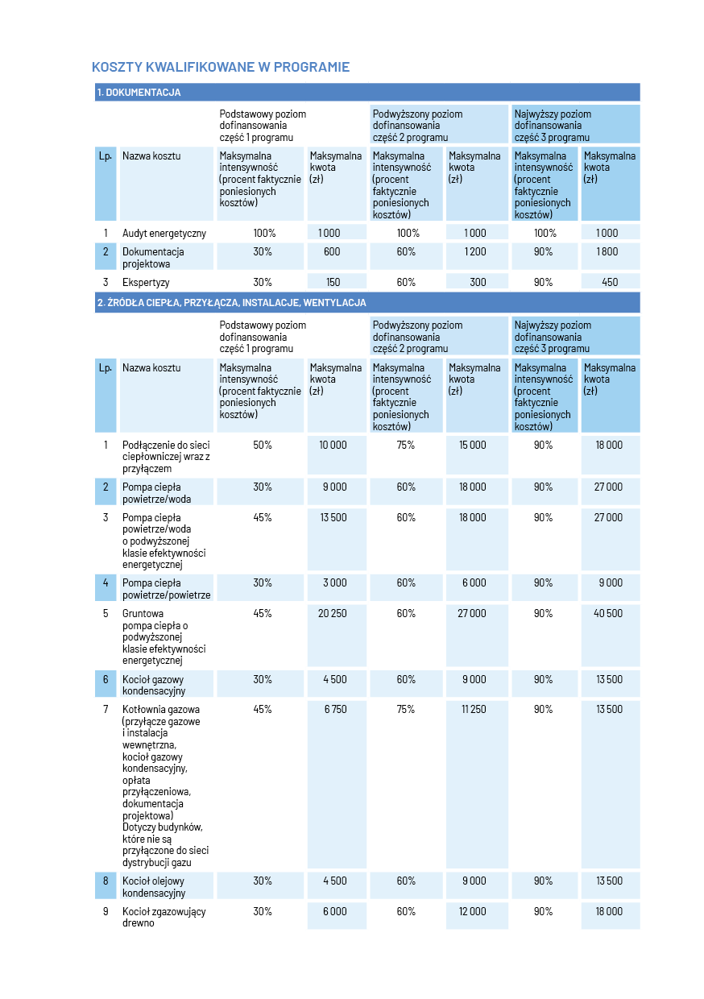 KOSZTY KWALIFIKOWANE W PROGRAMIE
1. DOKUMENTACJA
Podstawowy poziom dofinansowania część 1 programu
Podwyższony poziom dofinansowania część 2 programu
Najwyższy poziom dofinansowania część 3 programu
Lp.
Nazwa kosztu
Maksymalna intensywność (procent faktycznie poniesionych kosztów)
Maksymalna kwota (zł)
Maksymalna intensywność (procent faktycznie poniesionych kosztów)
Maksymalna kwota (zł)
Maksymalna intensywność (procent faktycznie poniesionych kosztów)
Maksymalna kwota (zł)
1 Audyt energetyczny 100% 1 000 100% 1 000 100% 1 000
2 Dokumentacja 30% 600 60% 1 200 90% 1 800
projektowa
3 Ekspertyzy 30% 150 60% 300 90% 450
2. ŹRÓDŁA CIEPŁA, PRZYŁĄCZA, INSTALACJE, WENTYLACJA
Podstawowy poziom dofinansowania część 1 programu
Podwyższony poziom dofinansowania część 2 programu
Najwyższy poziom dofinansowania część 3 programu
Lp.
Nazwa kosztu
Maksymalna intensywność (procent faktycznie poniesionych kosztów)
Maksymalna kwota (zł)
Maksymalna intensywność (procent faktycznie poniesionych kosztów)
Maksymalna kwota (zł)
Maksymalna intensywność (procent faktycznie poniesionych kosztów)
Maksymalna kwota (zł)
1 Podłączenie do sieci 50% 10 000 75% 15 000 90% 18 000
ciepłowniczej wraz z
przyłączem
2 Pompa ciepła 30% 9 000 60% 18 000 90% 27 000
powietrze/woda
3 Pompa ciepła 45% 13 500 60% 18 000 90% 27 000
powietrze/woda
o podwyższonej
klasie efektywności
energetycznej
4 Pompa ciepła 30% 3 000 60% 6 000 90% 9 000
powietrze/powietrze
5 Gruntowa 45% 20 250 60% 27 000 90% 40 500
pompa ciepła o
podwyższonej
klasie efektywności
energetycznej
6 Kocioł gazowy 30% 4 500 60% 9 000 90% 13 500
kondensacyjny
7 Kotłownia gazowa 45% 6 750 75% 11 250 90% 13 500
(przyłącze gazowe
i instalacja
wewnętrzna,
kocioł gazowy
kondensacyjny,
opłata
przyłączeniowa,
dokumentacja
projektowa)
Dotyczy budynków,
które nie są
przyłączone do sieci
dystrybucji gazu
8 Kocioł olejowy 30% 4 500 60% 9 000 90% 13 500
kondensacyjny
9 Kocioł zgazowujący 30% 6 000 60% 12 000 90% 18 000
drewno